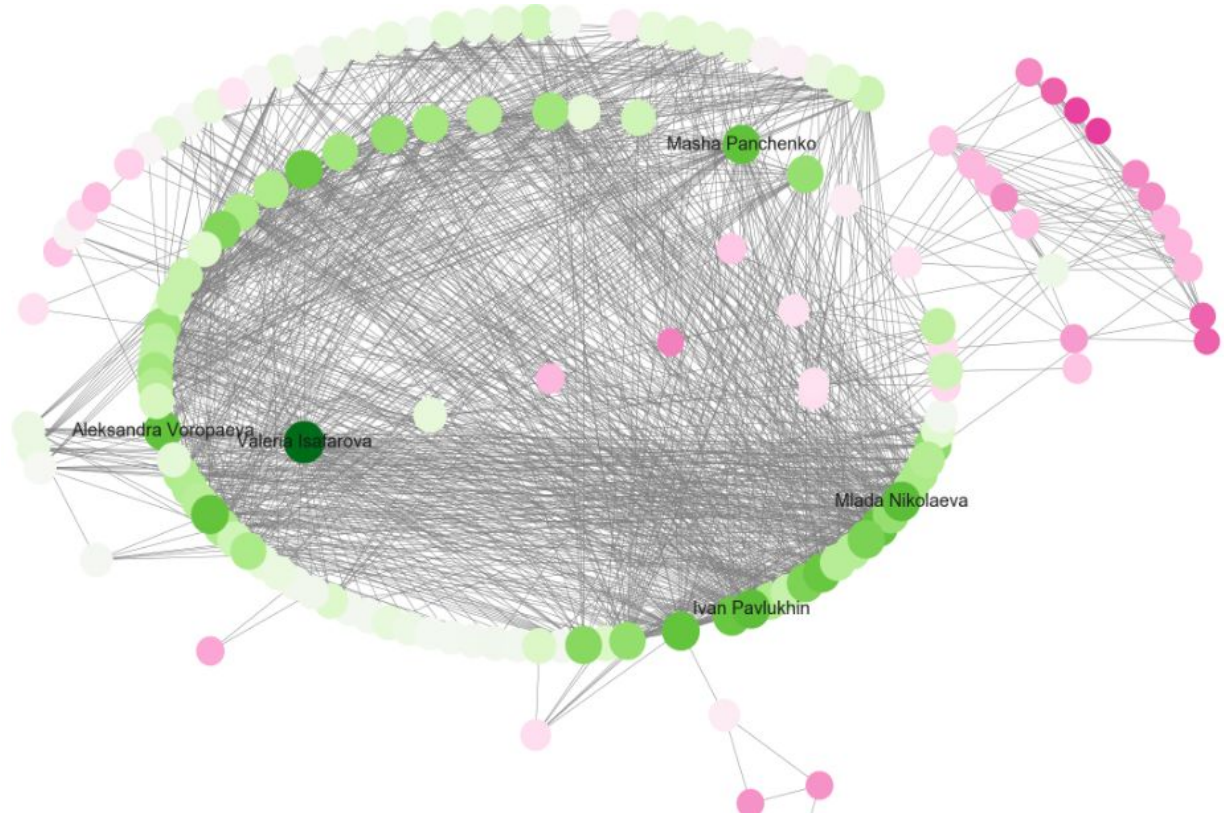 Masha Panchenko
Aleksandra Voropaeva
Valeria Isafarova
Mlada Nikolaeva
Ivan Pavlukhin